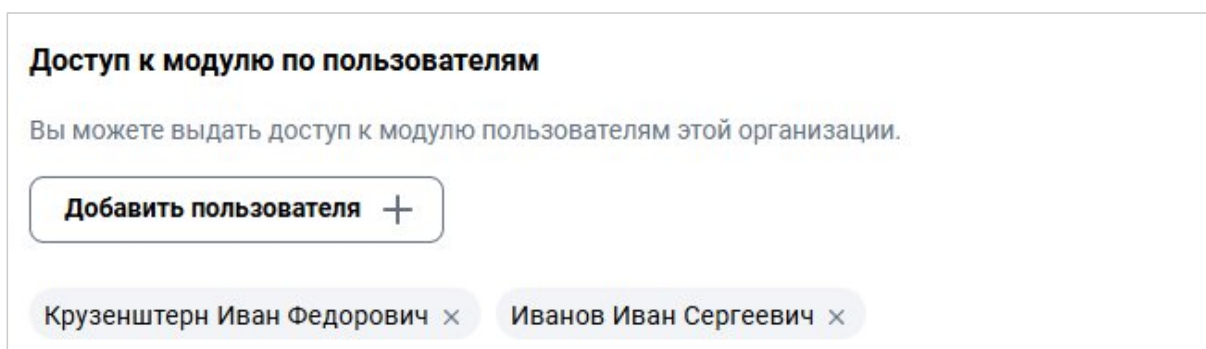 Доступ к модулю по пользователям
Вы можете выдать доступ к модулю пользователям этой организации.
Добавить пользователя +
Крузенштерн Иван Федорович × Иванов Иван Сергеевич ×